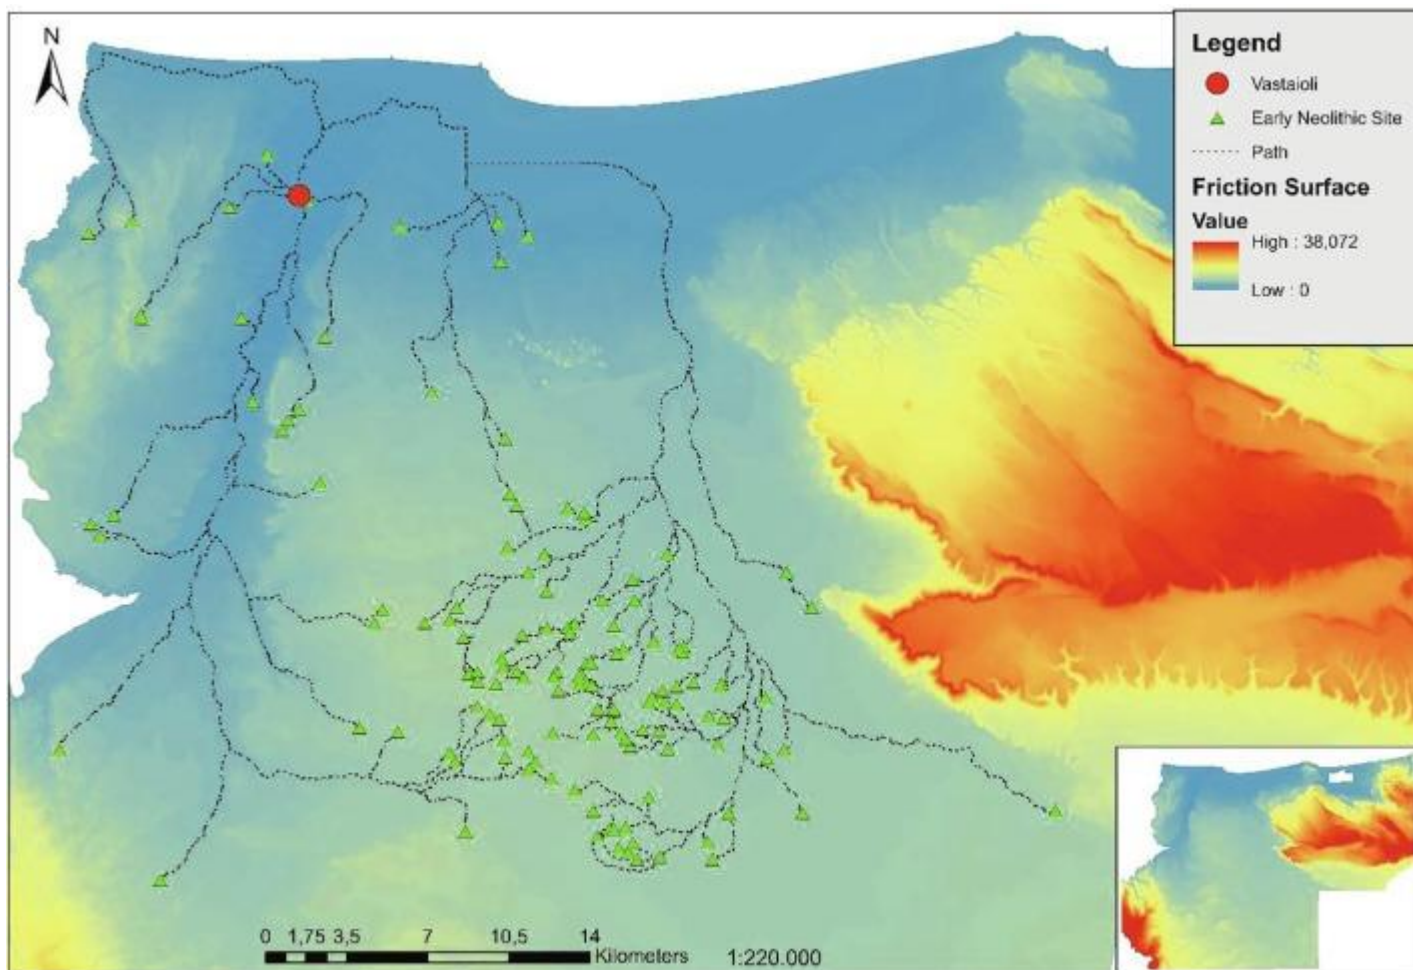 N
Legend
Vastaioli
Early Neolithic Site
Path
Friction Surface
Value
High : 38,072
Low : 0
0 1,75 3,5 7 10,5 14
Kilometers 1:220.000